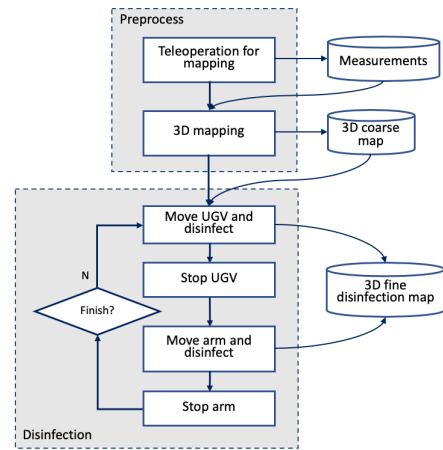 Preprocess
Teleoperation for
mapping
Measurements
3D mapping
3D coarse
map
Move UGV and
disinfect
N
Stop UGV
3D fine
disinfection map
Finish?
Move arm and
disinfect
Stop arm
Disinfection